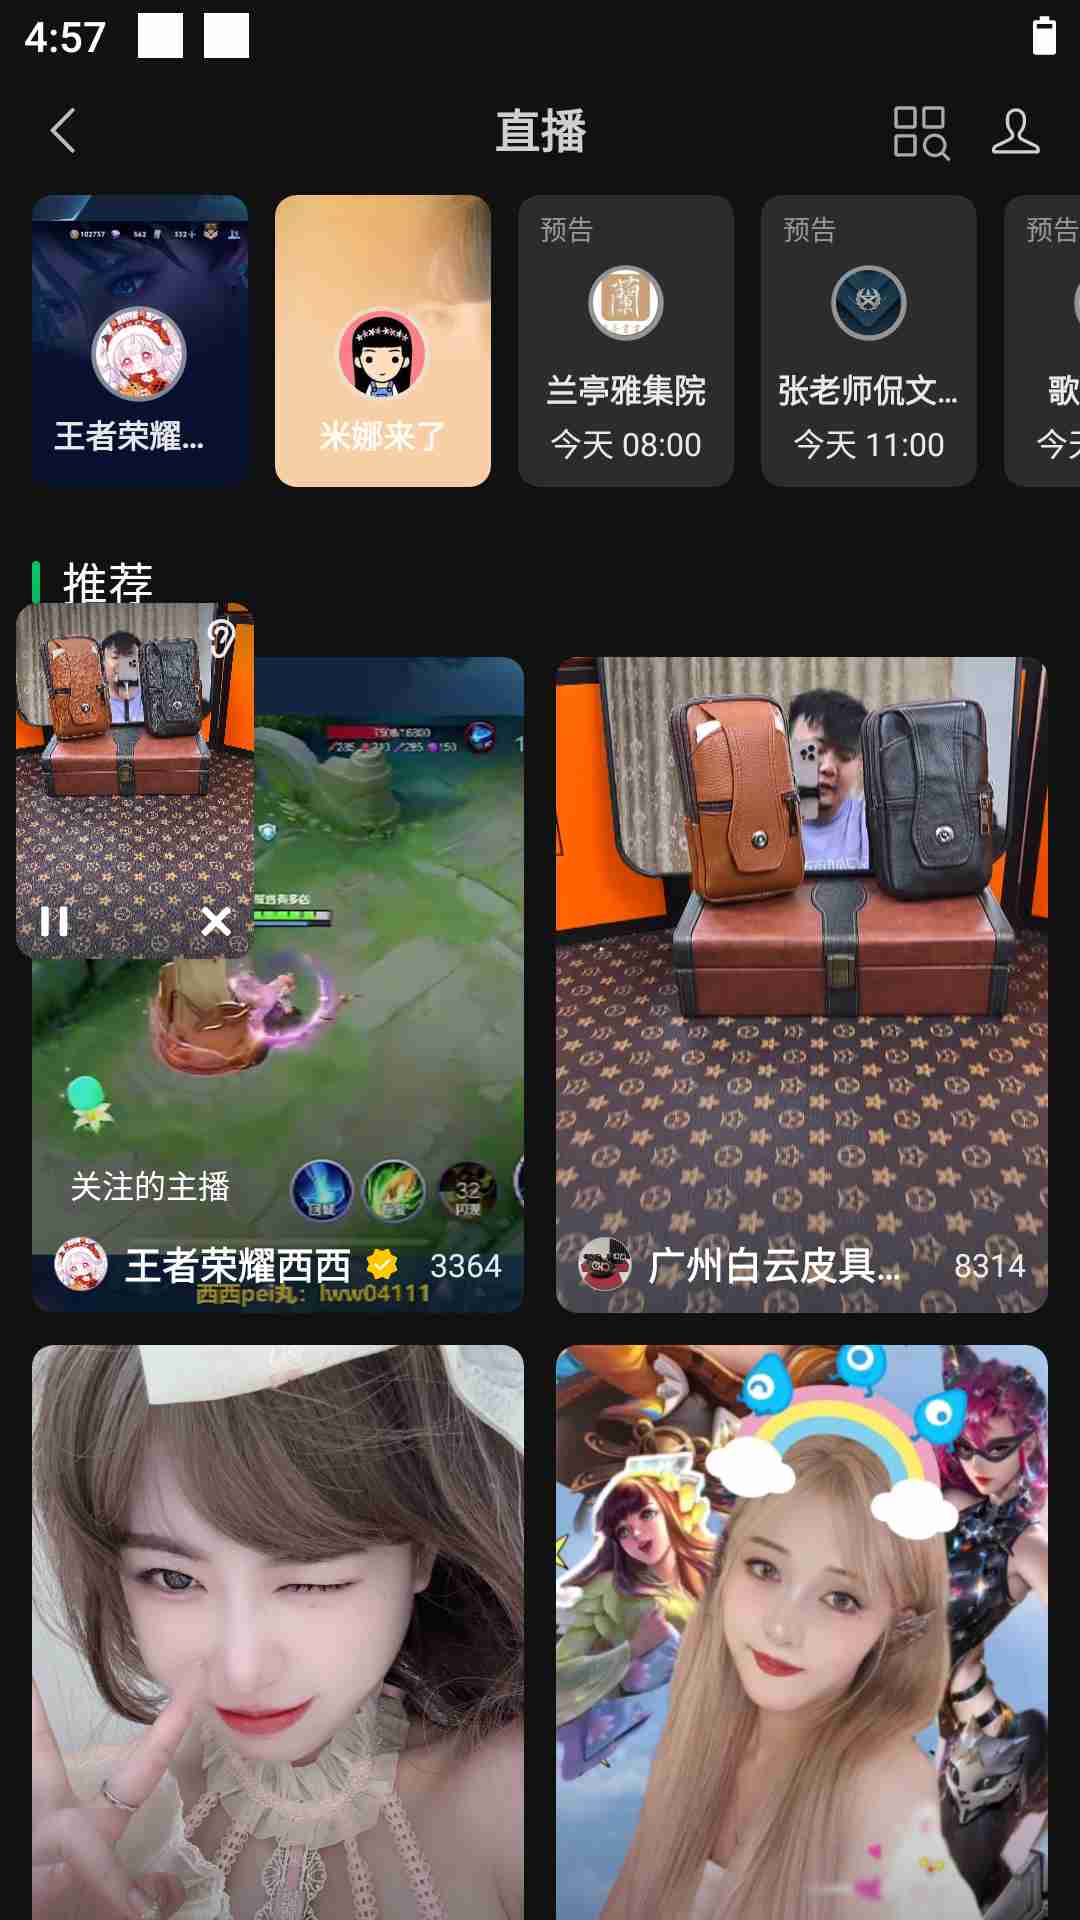 4:57
直播
102737 562 332
王者荣耀...
米娜来了
预告
兰亭雅集院
今天 08:00
预告
张老师侃文...
今天 11:00
预告
歌
推荐
关注的主播
32
王者荣耀西西 3364
西西pei丸：lww04111
广州白云皮具... 8314